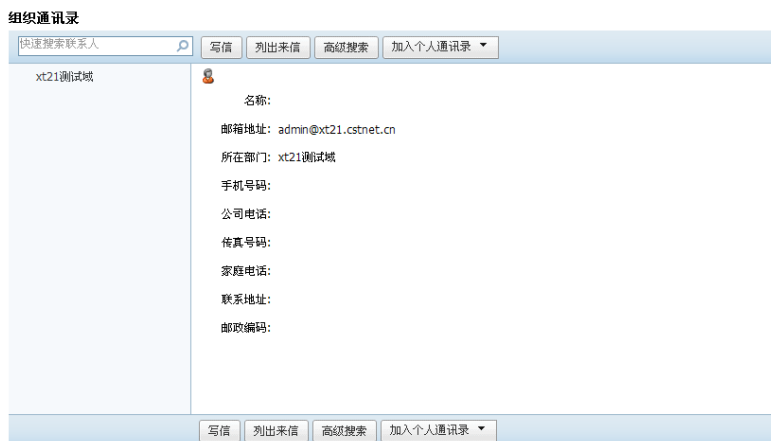 组织通讯录
快速搜索联系人 写信 列出来信 高级搜索 加入个人通讯录
xt21测试域
名称:
邮箱地址: admin@xt21.cstnet.cn
所在部门: xt21测试域
手机号码:
公司电话:
传真号码:
家庭电话:
联系地址:
邮政编码:
写信 列出来信 高级搜索 加入个人通讯录